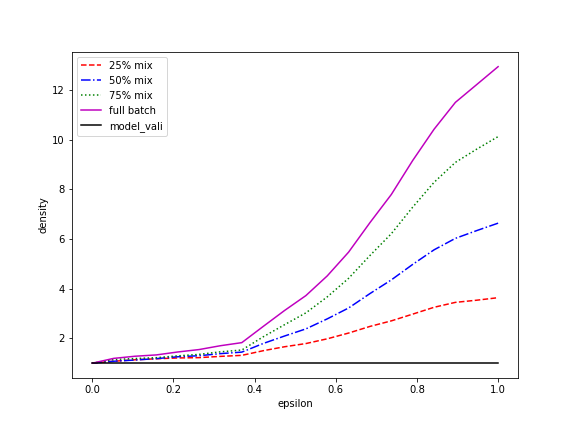 25% mix
50% mix
75% mix
full batch
model_vali
12
10
8
6
4
2
density
0.0 0.2 0.4 0.6 0.8 1.0
epsilon